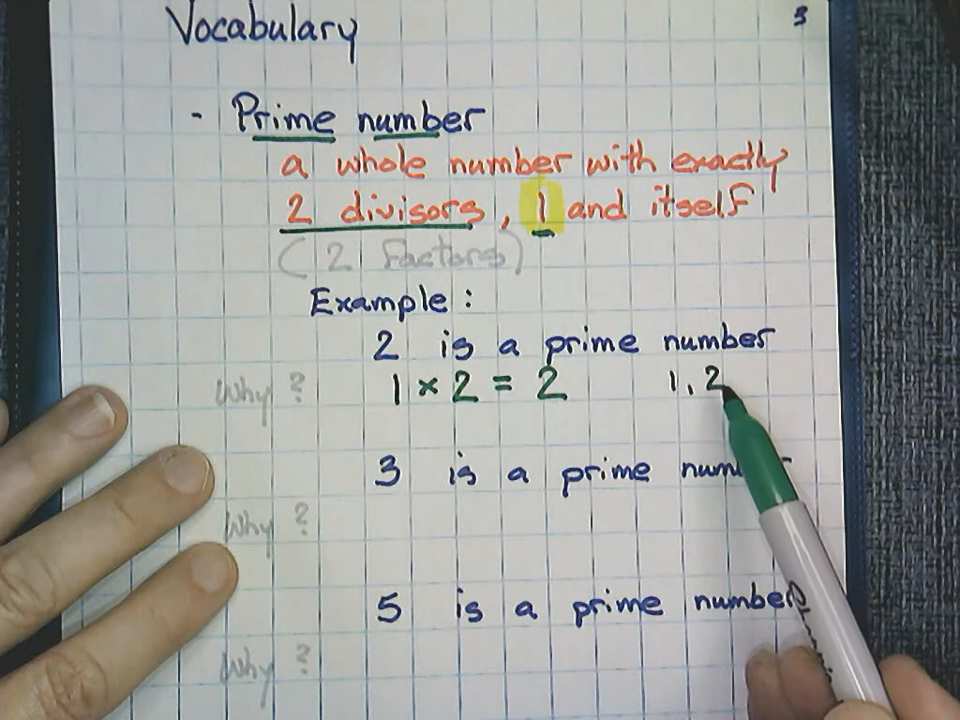 Vocabulary 3
- Prime number
a whole number with exactly
2 divisors, 1 and itself
(2 factors)
Example:
2 is a prime number
Why? 1 × 2 = 2 1, 2
3 is a prime num
Why?
5 is a prime number
Why?